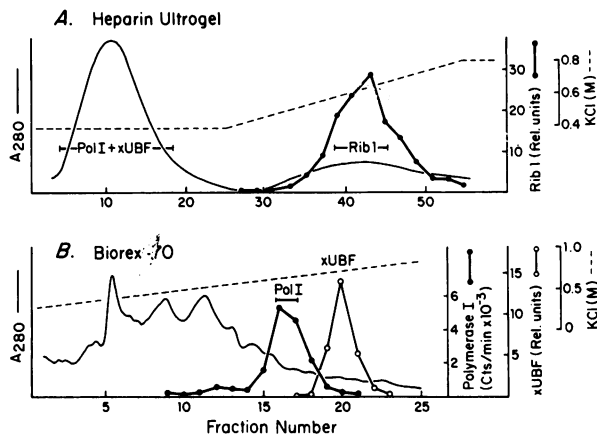 A. Heparin Ultrogel
A280
Pol I + xUBF
Rib 1
10
20
30
40
50
30
20
10
Rib 1 (Rel. units)
0.8
0.6
0.4
KCl (M)
B. Biorex 70
A280
Pol I
xUBF
5
10
15
20
25
Fraction Number
6
4
2
Polymerase I
(Cts/min x10-3)
15
10
5
xUBF (Rel. units)
1.0
0.5
0
KCl (M)